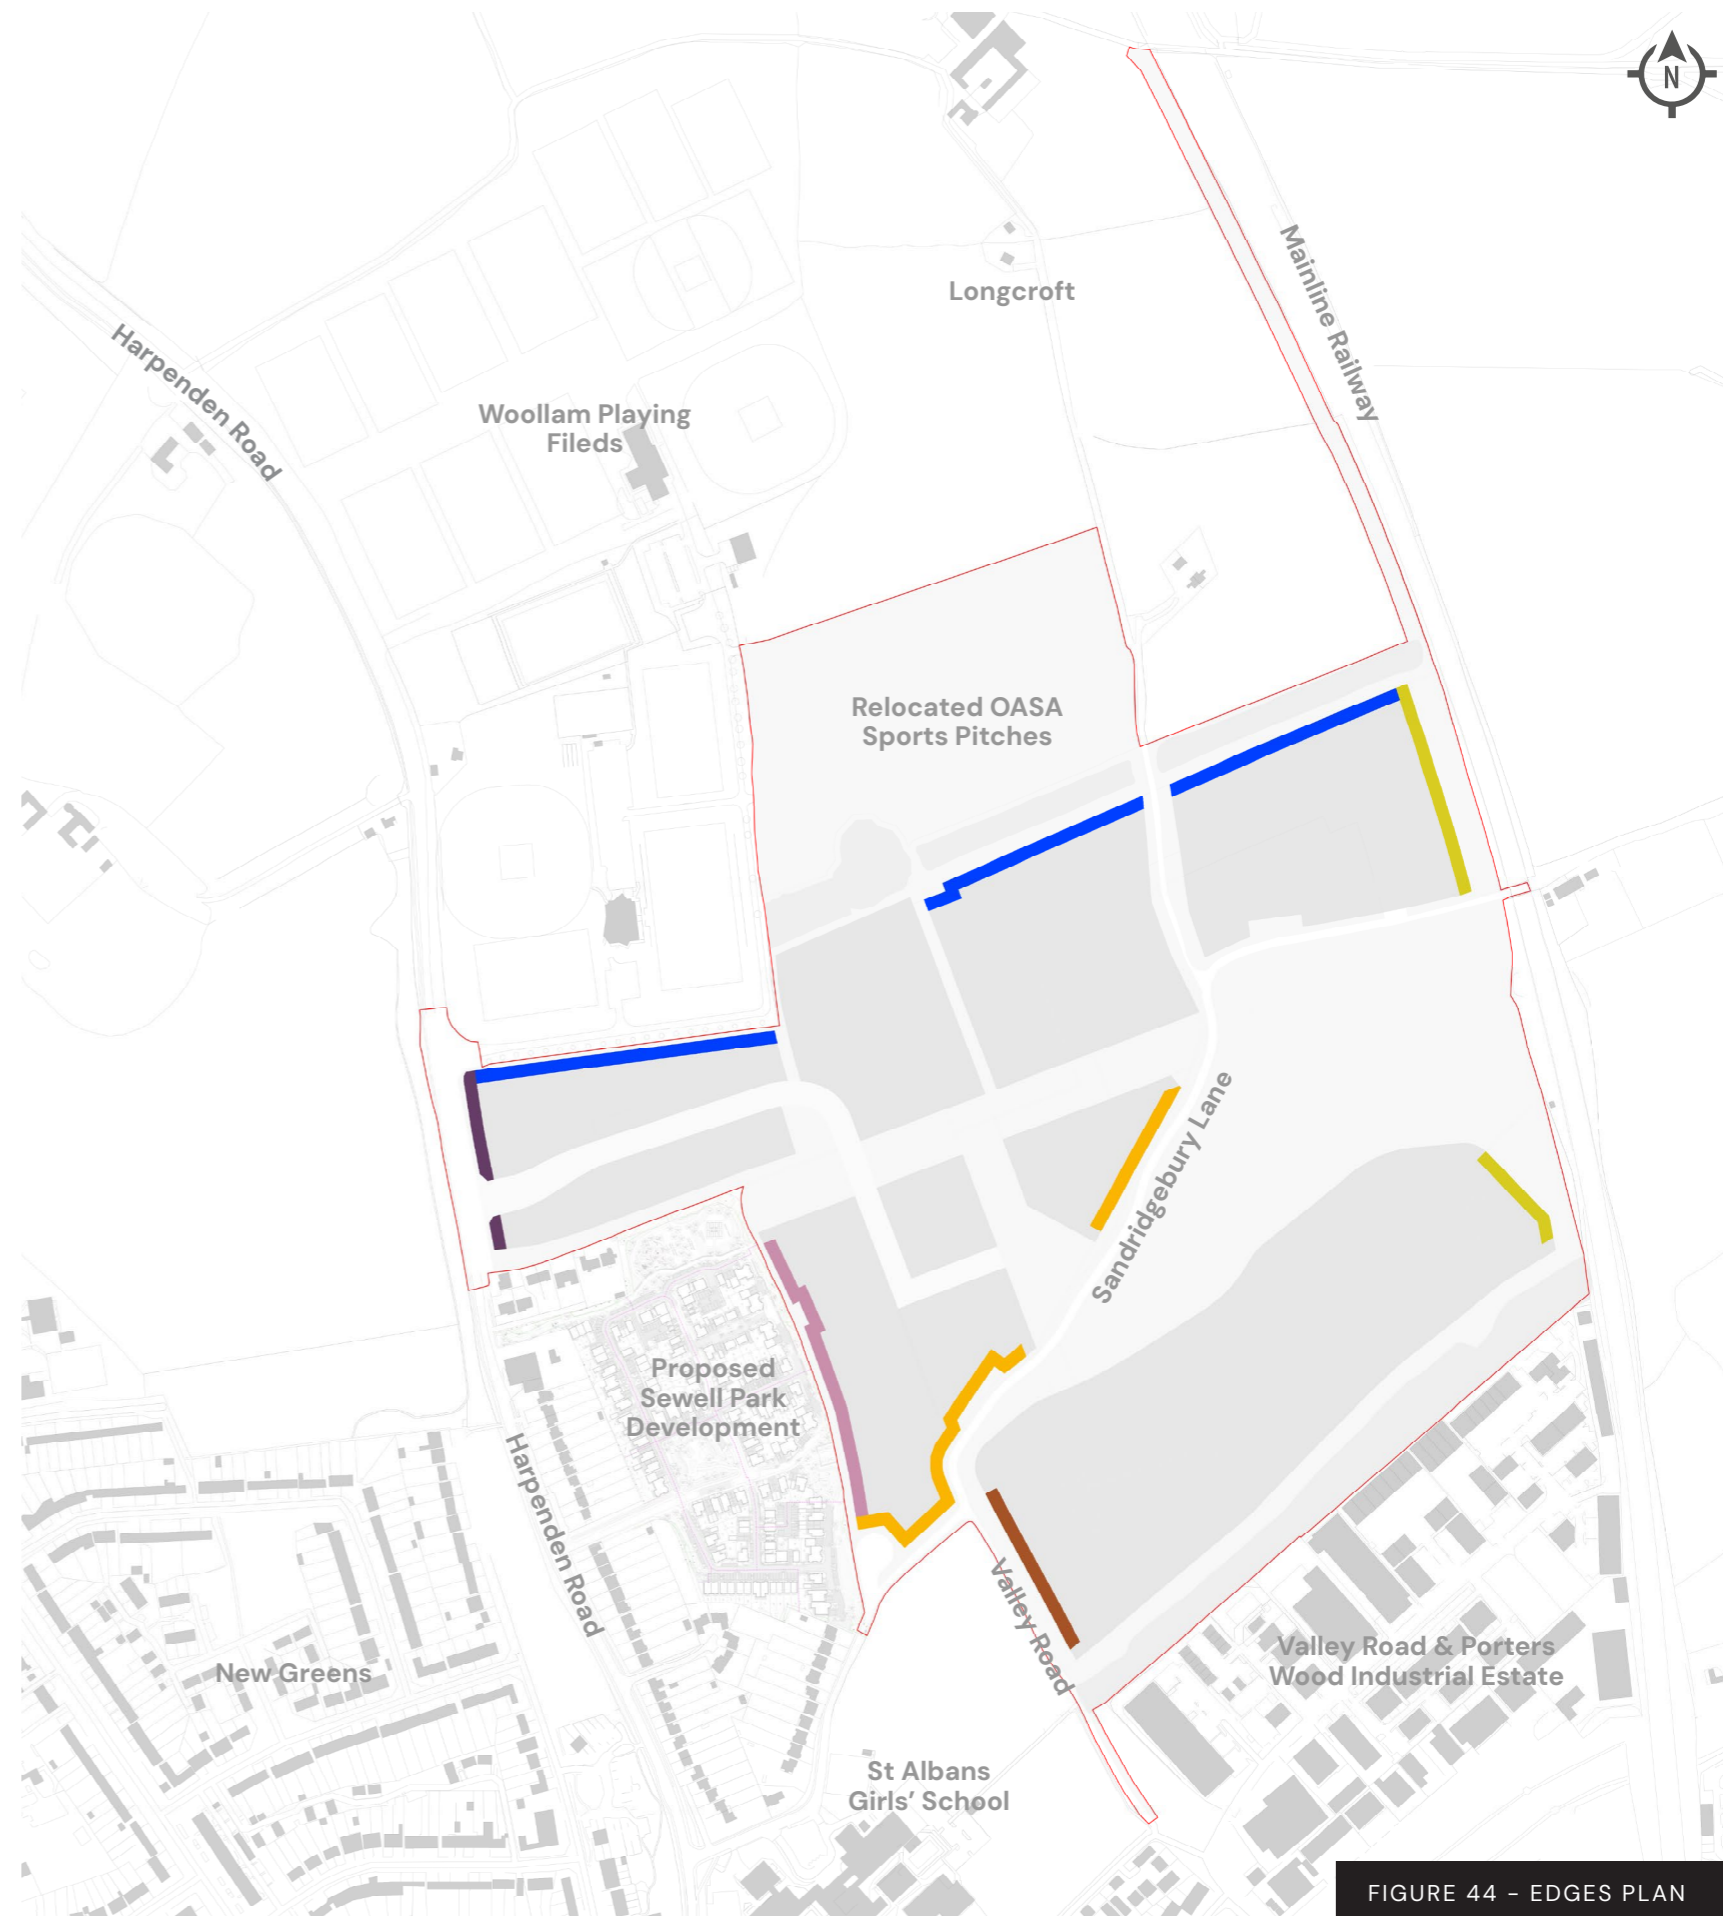 N
Mainline Railway
Longcroft
Harpenden Road
Woollam Playing
Fileds
Relocated OASA
Sports Pitches
Sandridgebury Lane
Proposed
Sewell Park
Development
Harpenden Road
Valley Road
New Greens
Valley Road & Porters
Wood Industrial Estate
St Albans
Girls’ School
FIGURE 44 - EDGES PLAN